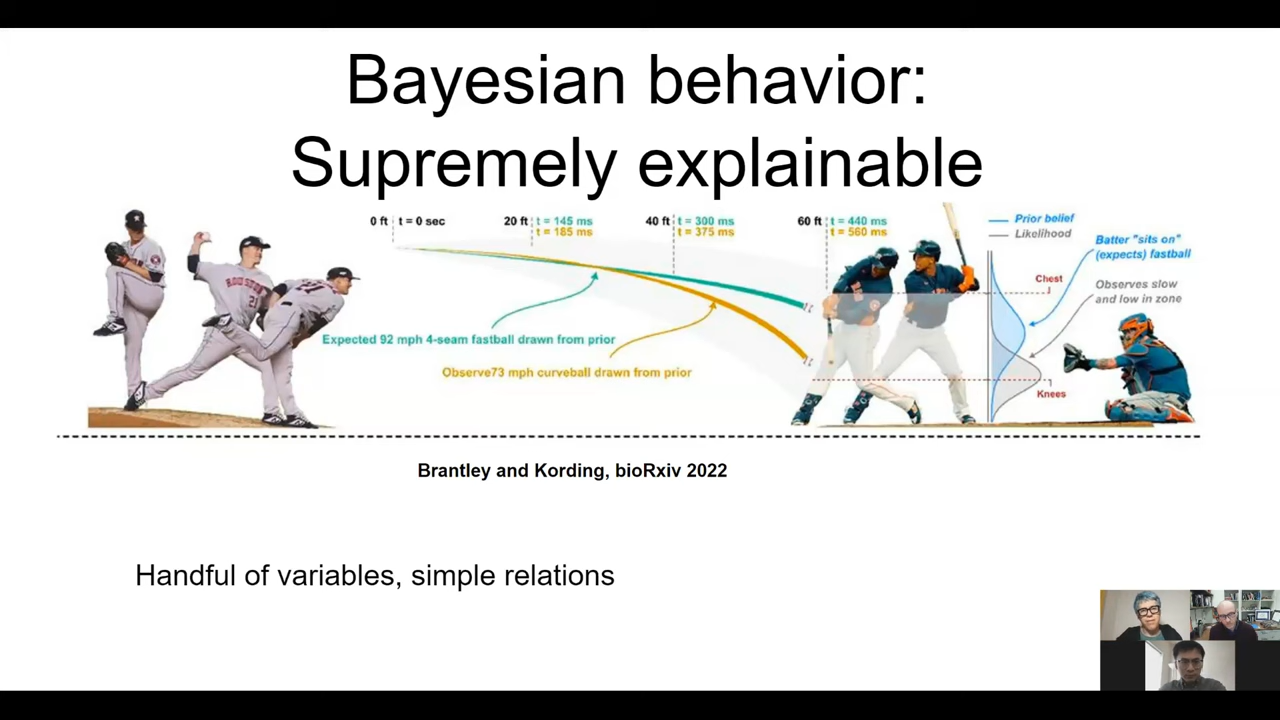 Bayesian behavior:
Supremely explainable
0 ft t = 0 sec
20 ft t = 145 ms
t = 185 ms
40 ft t = 300 ms
t = 375 ms
60 ft t = 440 ms
t = 560 ms
Prior belief
Likelihood
Batter "sits on"
(expects) fastball
Chest
Observes slow
and low in zone
Expected 92 mph 4-seam fastball drawn from prior
Observe73 mph curveball drawn from prior
Knees
Brantley and Kording, bioRxiv 2022
Handful of variables, simple relations